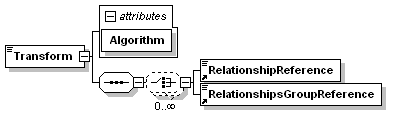 attributes
Algorithm
Transform
RelationshipReference
0..∞
RelationshipsGroupReference